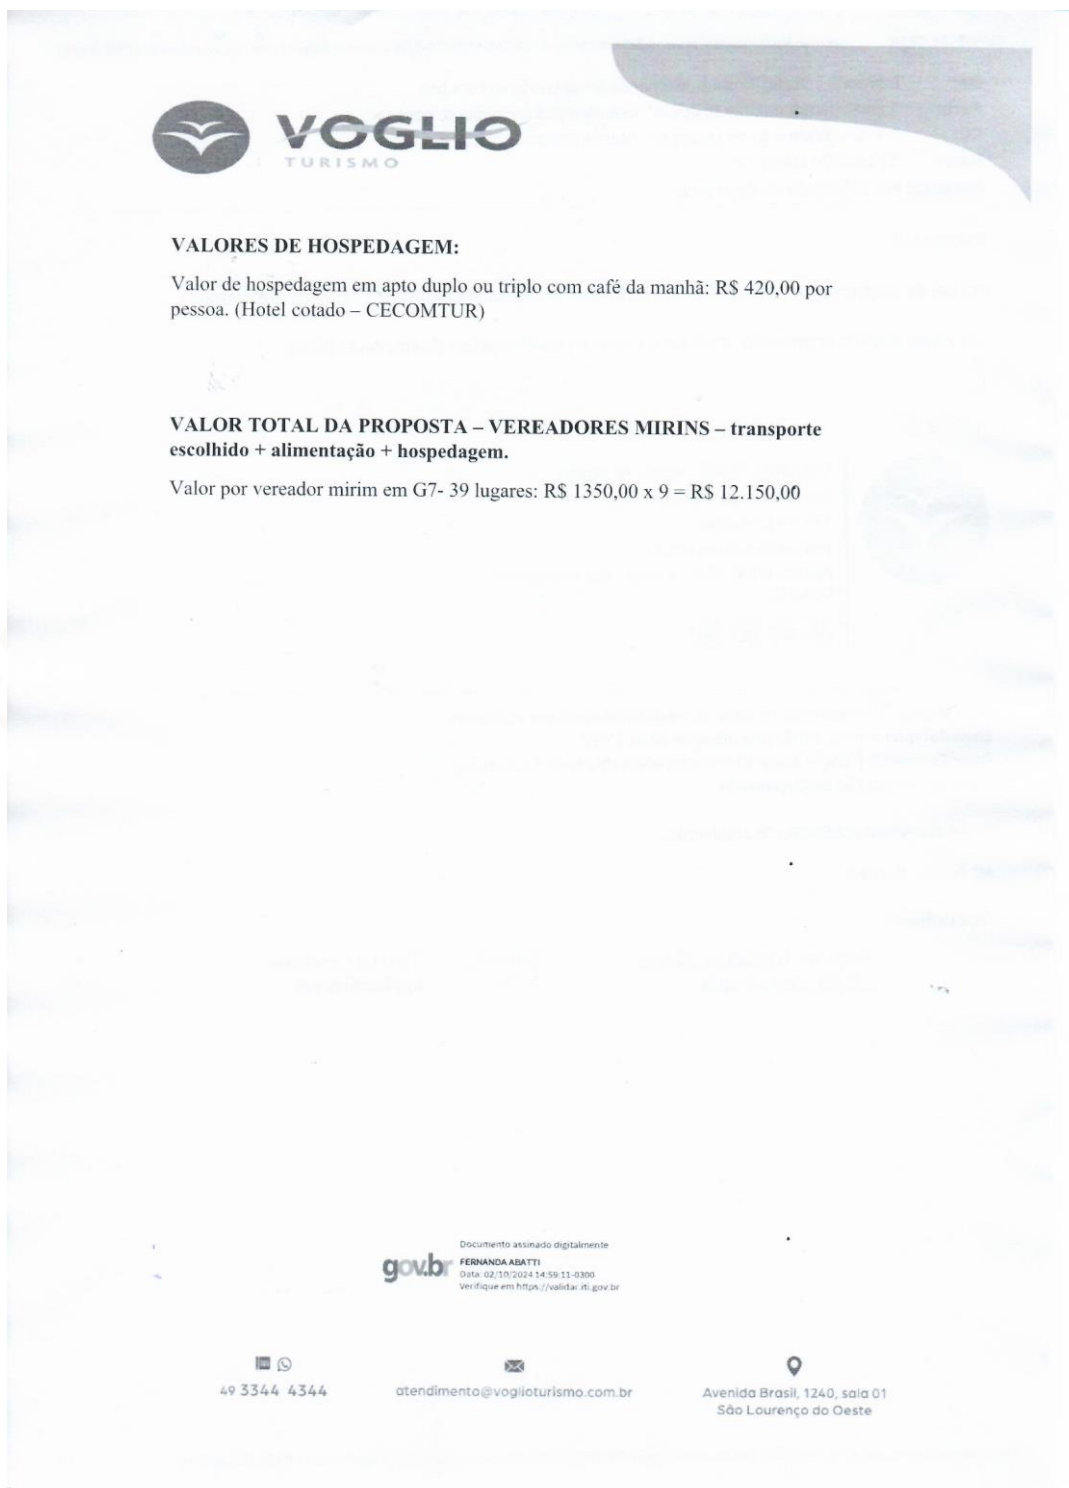 VOGLIO
TURISMO
VALORES DE HOSPEDAGEM:
Valor de hospedagem em apto duplo ou triplo com café da manhã: R$ 420,00 por
pessoa. (Hotel cotado – CECOMTUR)
VALOR TOTAL DA PROPOSTA – VEREADORES MIRINS – transporte
escolhido + alimentação + hospedagem.
Valor por vereador mirim em G7- 39 lugares: R$ 1350,00 x 9 = R$ 12.150,00
Documento assinado digitalmente
gov.br
FERNANDA ABATTI
Data: 02/10/2024 14:59:11-0300
Verifique em https://validar.iti.gov.br
49 3344 4344
atendimento@voglioturismo.com.br
Avenida Brasil, 1240, sala 01
São Lourenço do Oeste